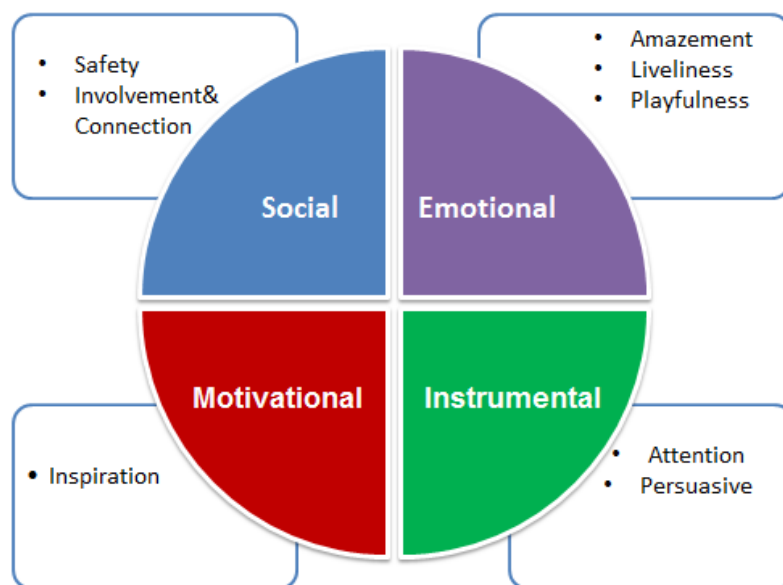 • Safety
• Involvement&
Connection
• Amazement
• Liveliness
• Playfulness
Social
Emotional
Motivational
Instrumental
• Inspiration
• Attention
• Persuasive